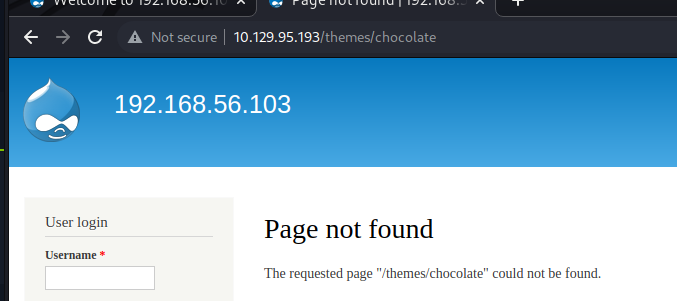 Welcome to 192.168.56.10
Page not found | 192.168.5
Not secure | 10.129.95.193/themes/chocolate
192.168.56.103
User login
Page not found
Username *
The requested page "/themes/chocolate" could not be found.